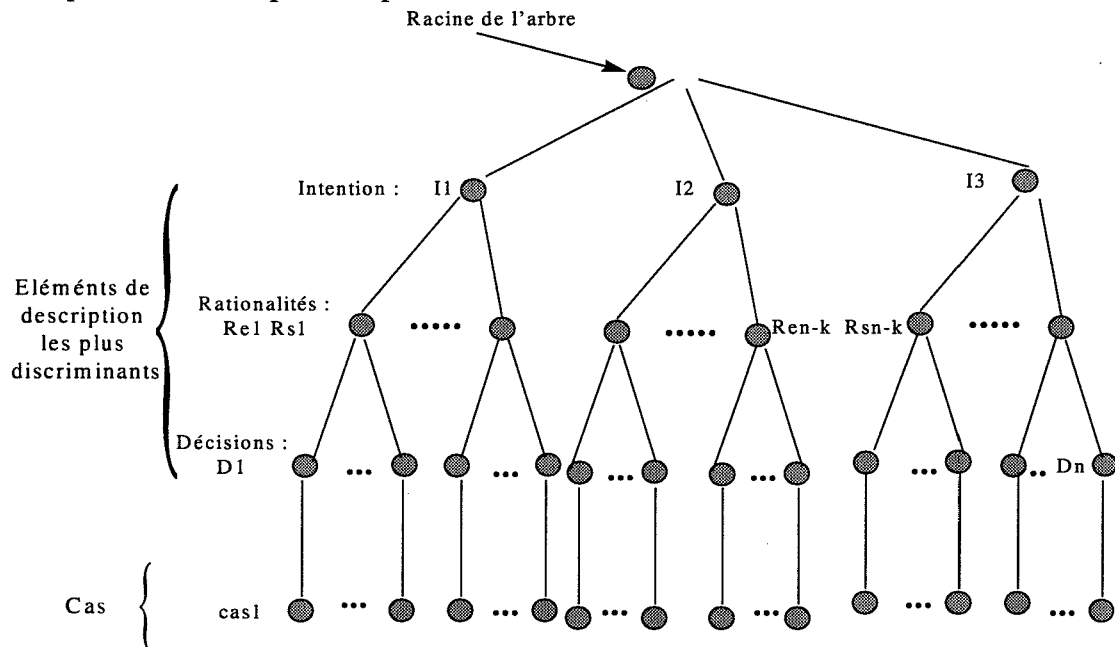 Racine de l'arbre
Intention : I1 I2 I3
Eléménts de
description
les plus
discriminants
Rationalités :
Re1 Rs1 ..... ..... Ren-k Rsn-k .....
Décisions :
D1 ... ... ... ... ... .. Dn
Cas
cas1 ... ... ... ... ... ...